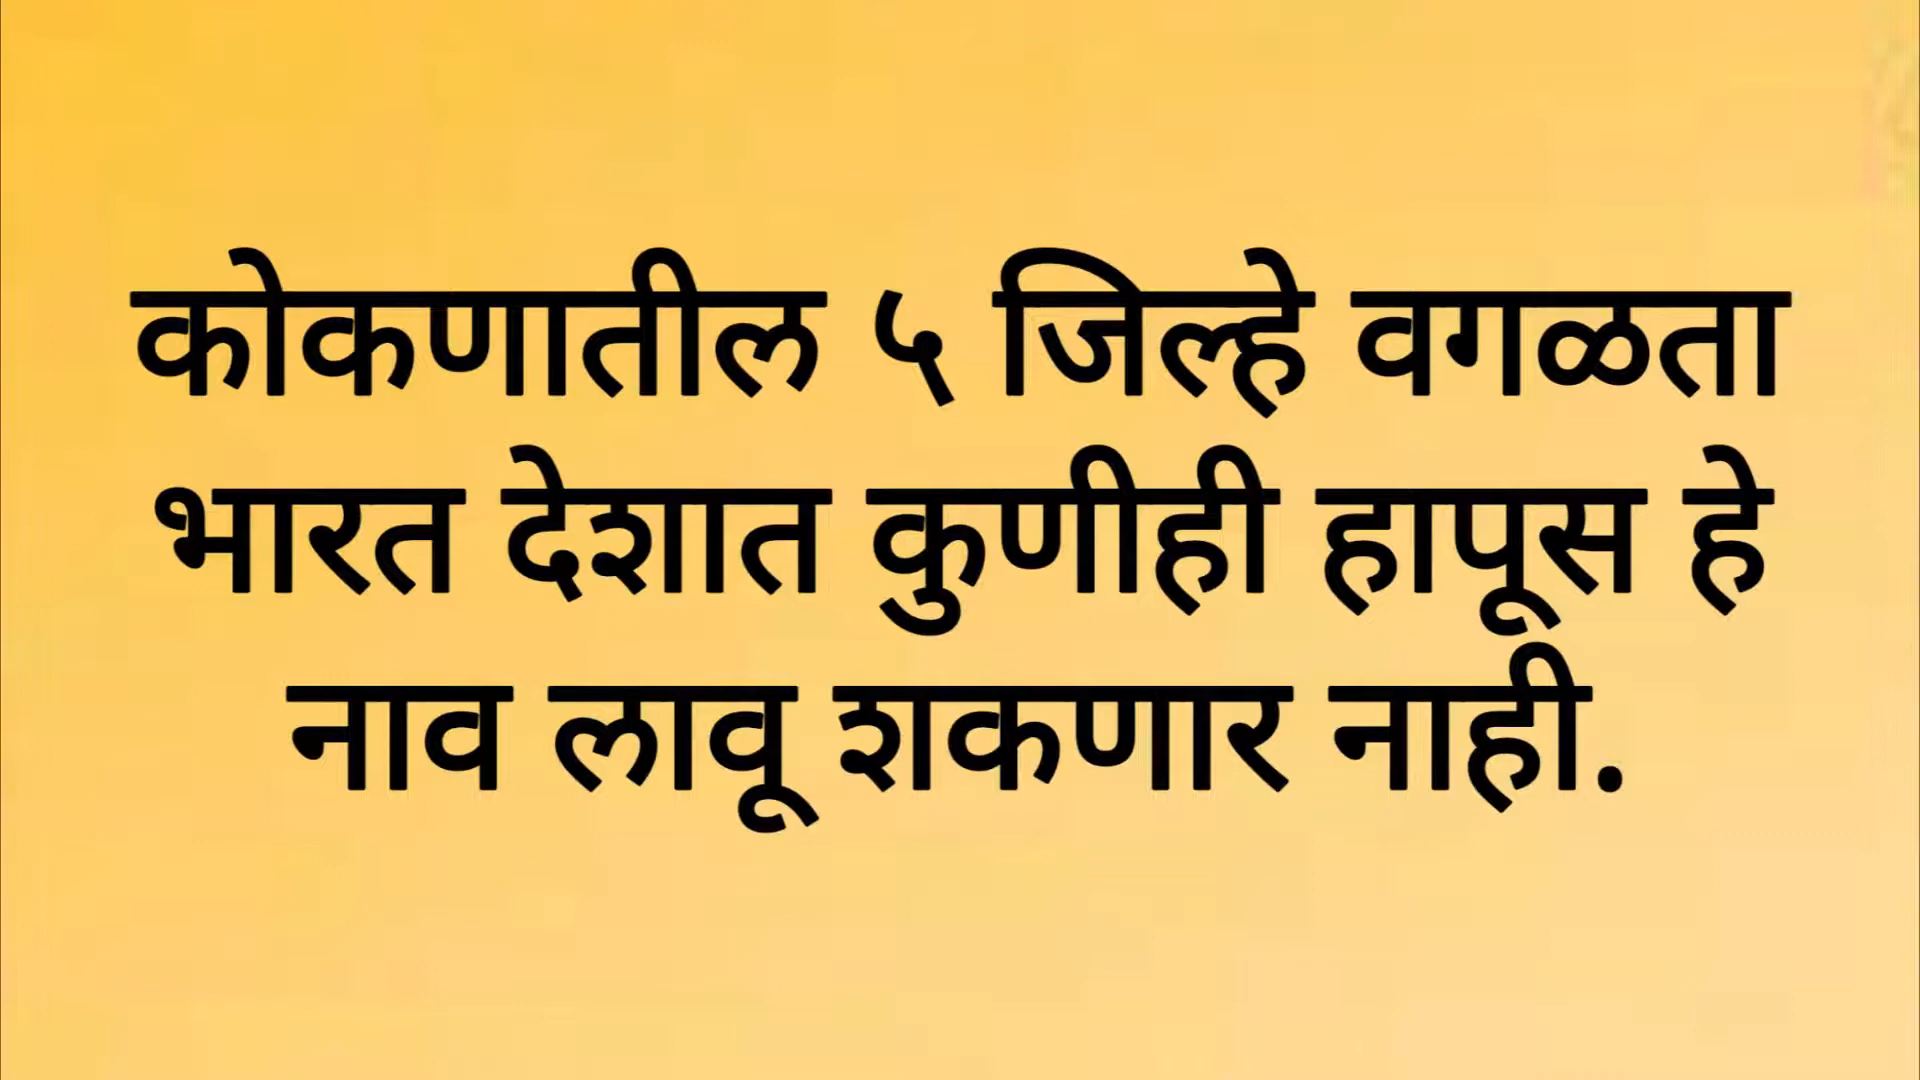 कोकणातील ५ जिल्हे वगळता
भारत देशात कुणीही हापूस हे
नाव लावू शकणार नाही.